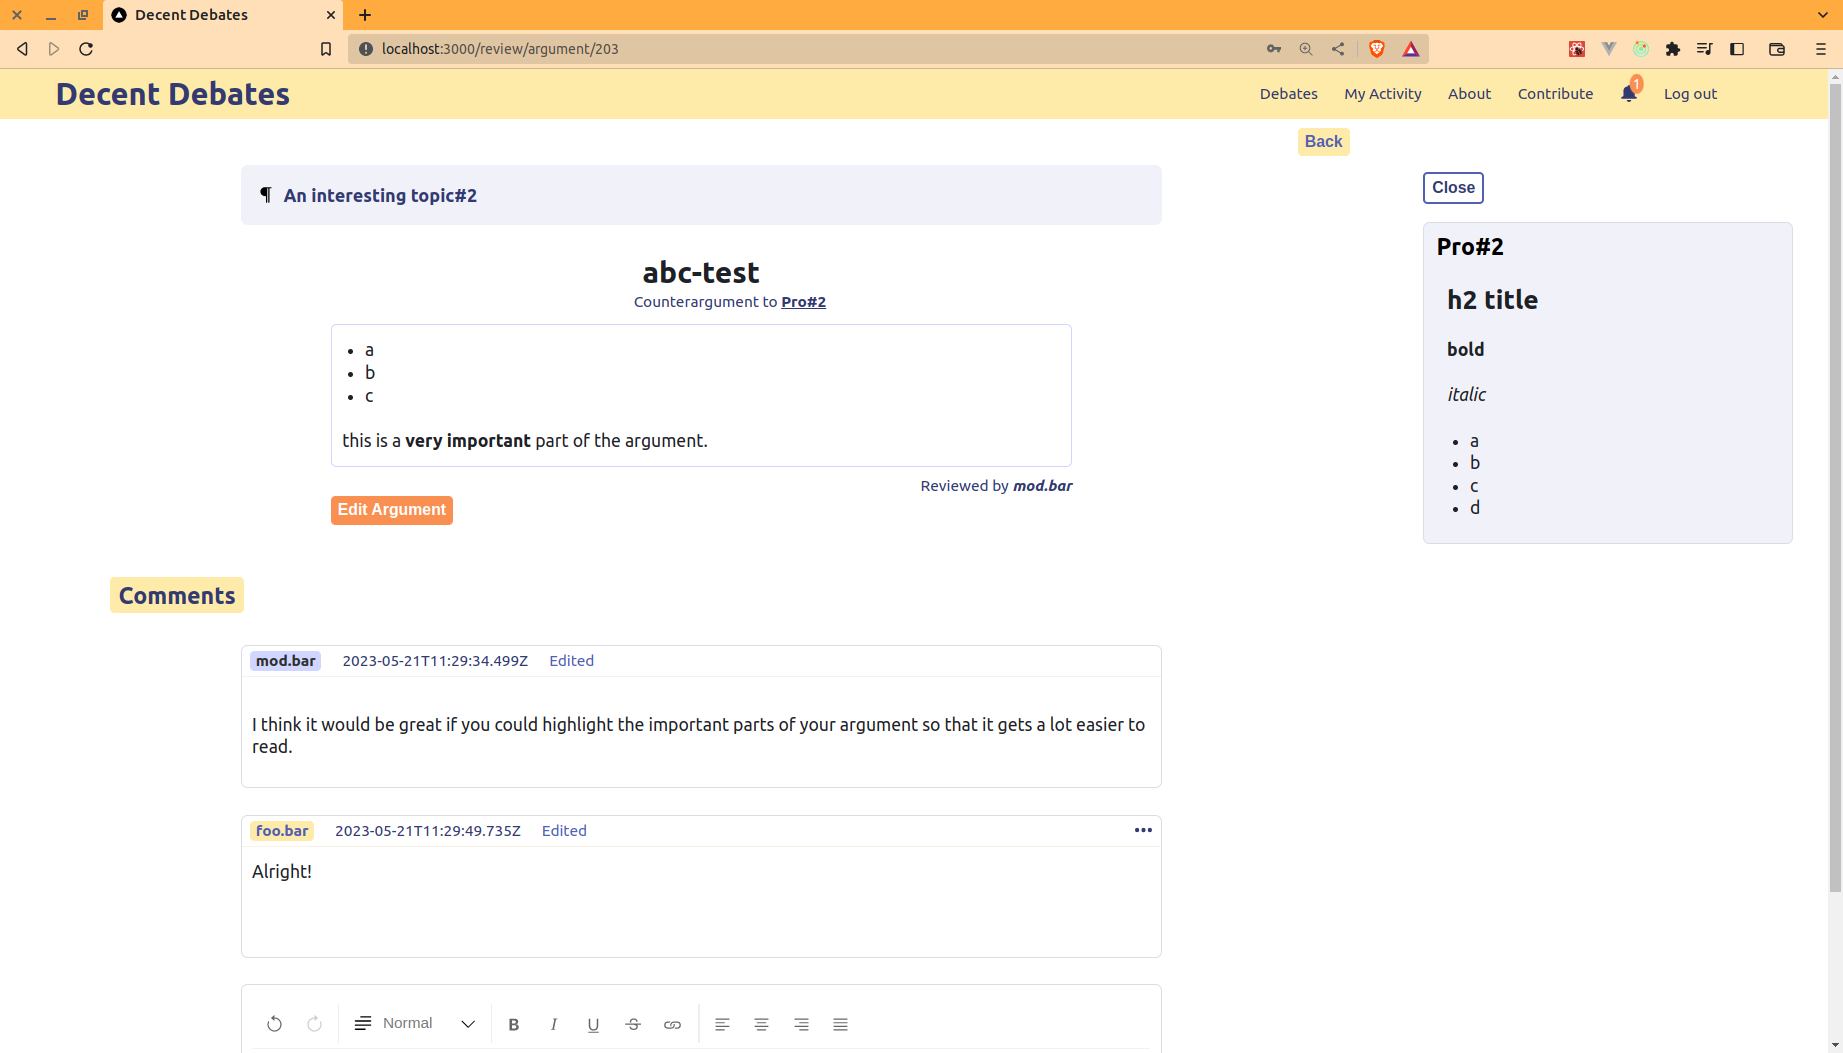 Decent Debates
localhost:3000/review/argument/203
Decent Debates
Debates My Activity About Contribute 1 Log out
Back
¶ An interesting topic#2
Close
abc-test
Counterargument to Pro#2
• a
• b
• c
this is a very important part of the argument.
Reviewed by mod.bar
Edit Argument
Pro#2
h2 title
bold
italic
• a
• b
• c
• d
Comments
mod.bar 2023-05-21T11:29:34.499Z Edited
I think it would be great if you could highlight the important parts of your argument so that it gets a lot easier to
read.
foo.bar 2023-05-21T11:29:49.735Z Edited •••
Alright!
Normal B I U S